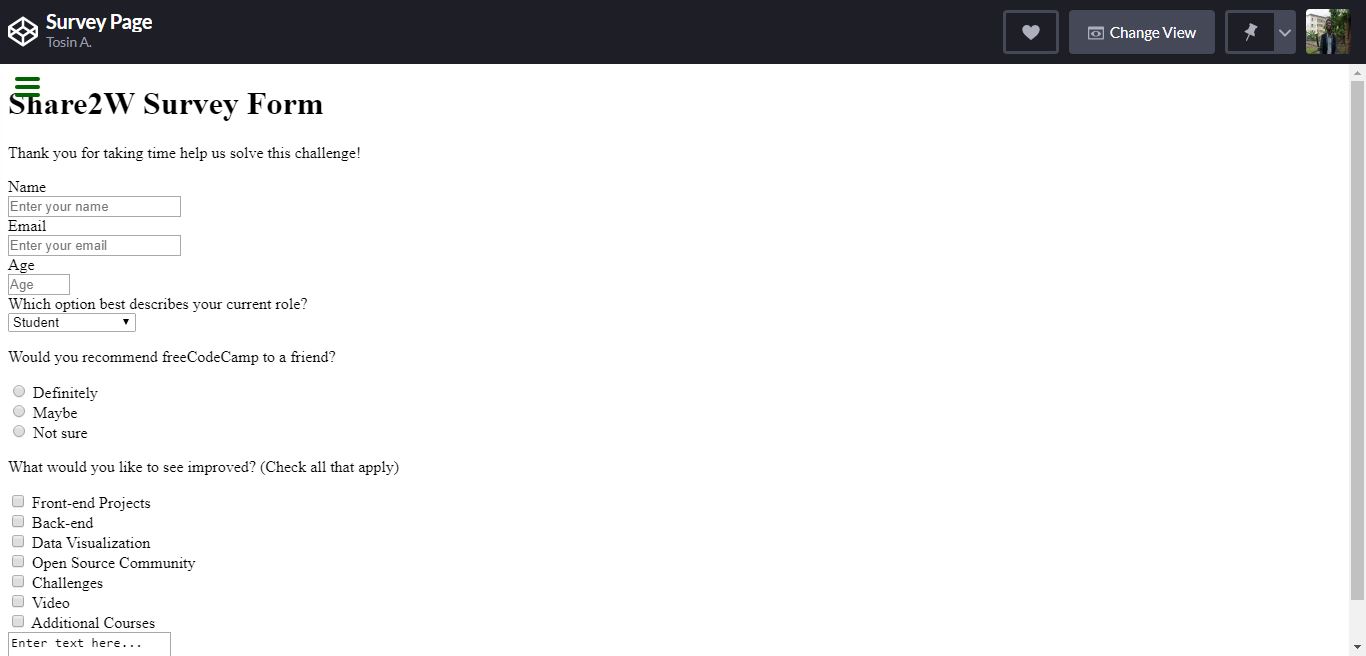 Survey Page
Tosin A.
Change View
Share2W Survey Form
Thank you for taking time help us solve this challenge!
Name
Enter your name
Email
Enter your email
Age
Age
Which option best describes your current role?
Student
Would you recommend freeCodeCamp to a friend?
Definitely
Maybe
Not sure
What would you like to see improved? (Check all that apply)
Front-end Projects
Back-end
Data Visualization
Open Source Community
Challenges
Video
Additional Courses
Enter text here...